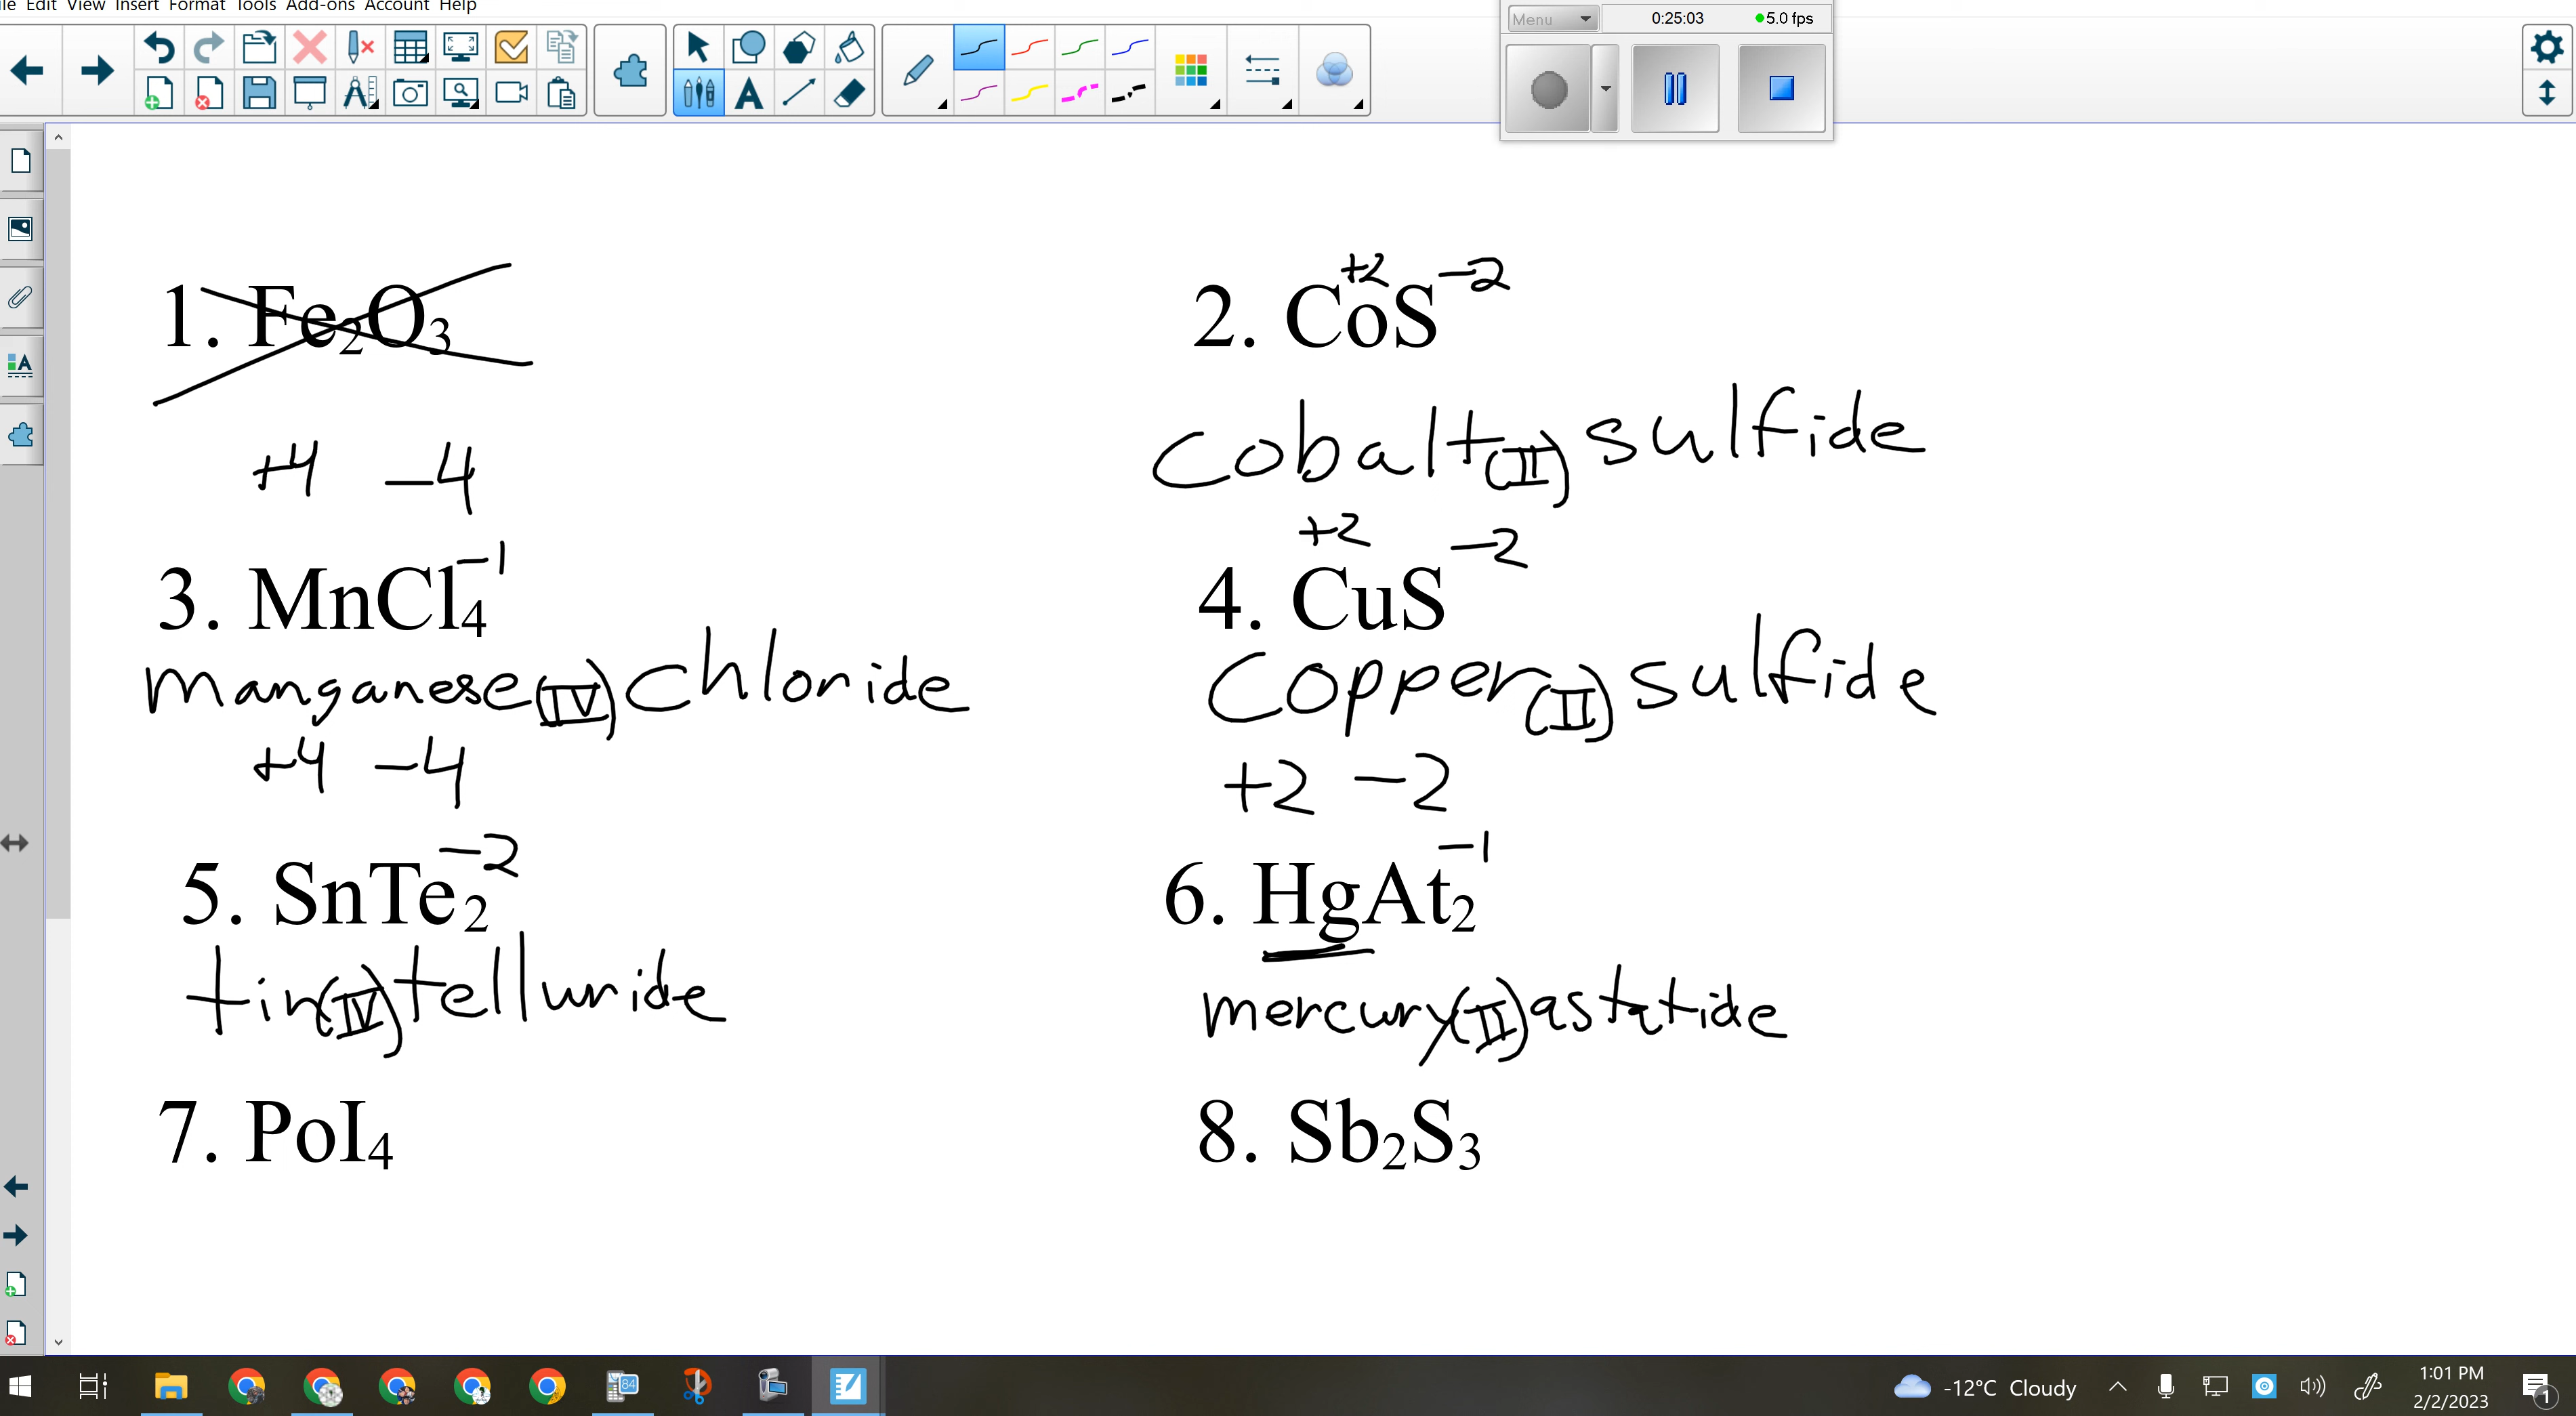 le Edit View Insert Format Tools Add-ons Account Help
Menu 0:25:03 5.0 fps
1. Fe₂O₃
+2 −2
2. CoS
cobalt(II) sulfide
+4 −4
−1
3. MnCl₄
manganese(IV) chloride
+2 −2
4. CuS
copper(II) sulfide
+4 −4
−2
5. SnTe₂
tin(IV) telluride
+2 −2
−1
6. HgAt₂
mercury(II) astatide
7. PoI₄
8. Sb₂S₃
84
-12°C Cloudy
1:01 PM
2/2/2023
1